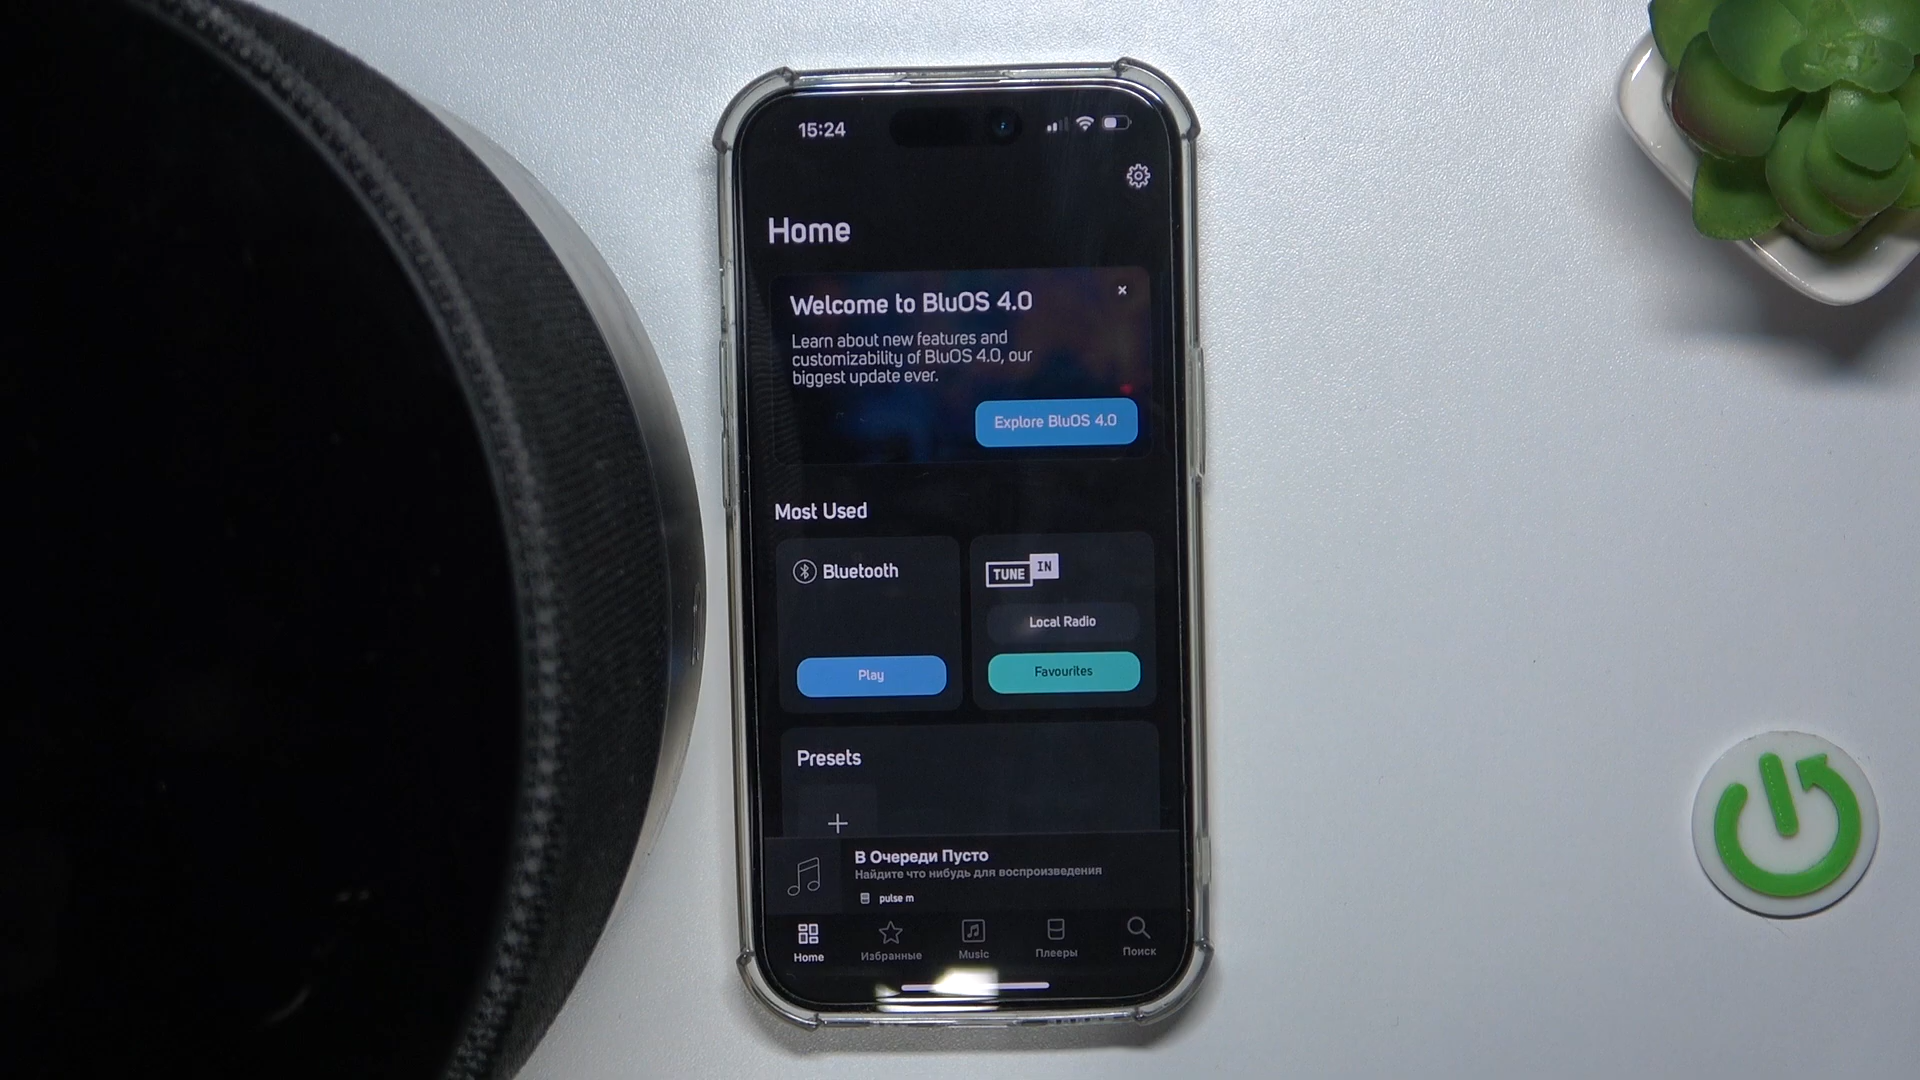 15:24
Home
Welcome to BluOS 4.0
Learn about new features and
customizability of BluOS 4.0, our
biggest update ever.
Explore BluOS 4.0
Most Used
Bluetooth
Play
TUNE IN
Local Radio
Favourites
Presets
В Очереди Пусто
Найдите что нибудь для воспроизведения
pulse m
Home
Избранные
Music
Плееры
Поиск